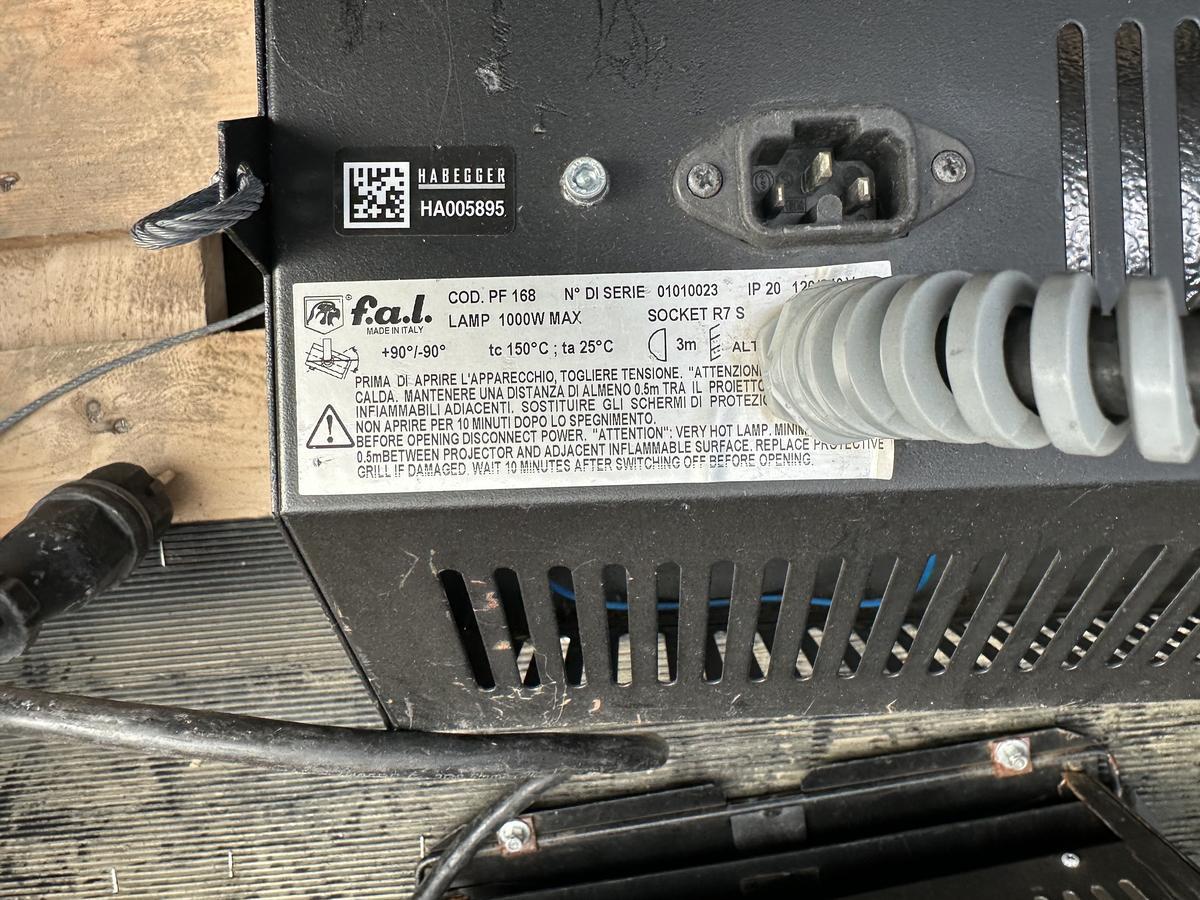 HABEGGER
HA005895
® f.a.l.
MADE IN ITALY
COD. PF 168 N° DI SERIE 01010023 IP 20
LAMP 1000W MAX SOCKET R7 S
+90°/-90° tc 150°C ; ta 25°C 3m
PRIMA DI APRIRE L'APPARECCHIO, TOGLIERE TENSIONE. "ATTENZION
CALDA. MANTENERE UNA DISTANZA DI ALMENO 0.5m TRA IL
INFIAMMABILI ADIACENTI. SOSTITUIRE GLI SCHERMI DI
NON APRIRE PER 10 MINUTI DOPO LO SPEGNIMENTO.
BEFORE OPENING DISCONNECT POWER. "ATTENTION": VERY HOT LAMP.
0.5mBETWEEN PROJECTOR AND ADJACENT INFLAMMABLE SURFACE. REPLACE PROTECTIVE
GRILL IF DAMAGED. WAIT 10 MINUTES AFTER SWITCHING OFF BEFORE OPENING.